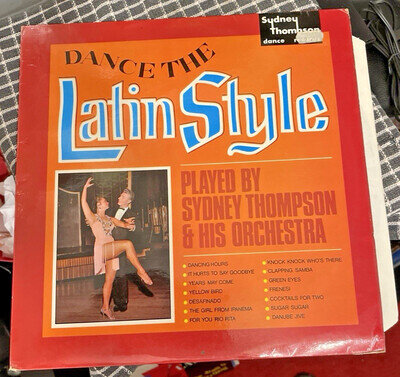 Sydney
Thompson
dance records
DANCE THE
Latin Style
PLAYED BY
SYDNEY THOMPSON
& HIS ORCHESTRA
DANCING HOURS
IT HURTS TO SAY GOODBYE
YEARS MAY COME
YELLOW BIRD
DESAFINADO
THE GIRL FROM IPANEMA
FOR YOU RIO RITA
KNOCK KNOCK WHO'S THERE
CLAPPING SAMBA
GREEN EYES
FRENESI
COCKTAILS FOR TWO
SUGAR SUGAR
DANUBE JIVE